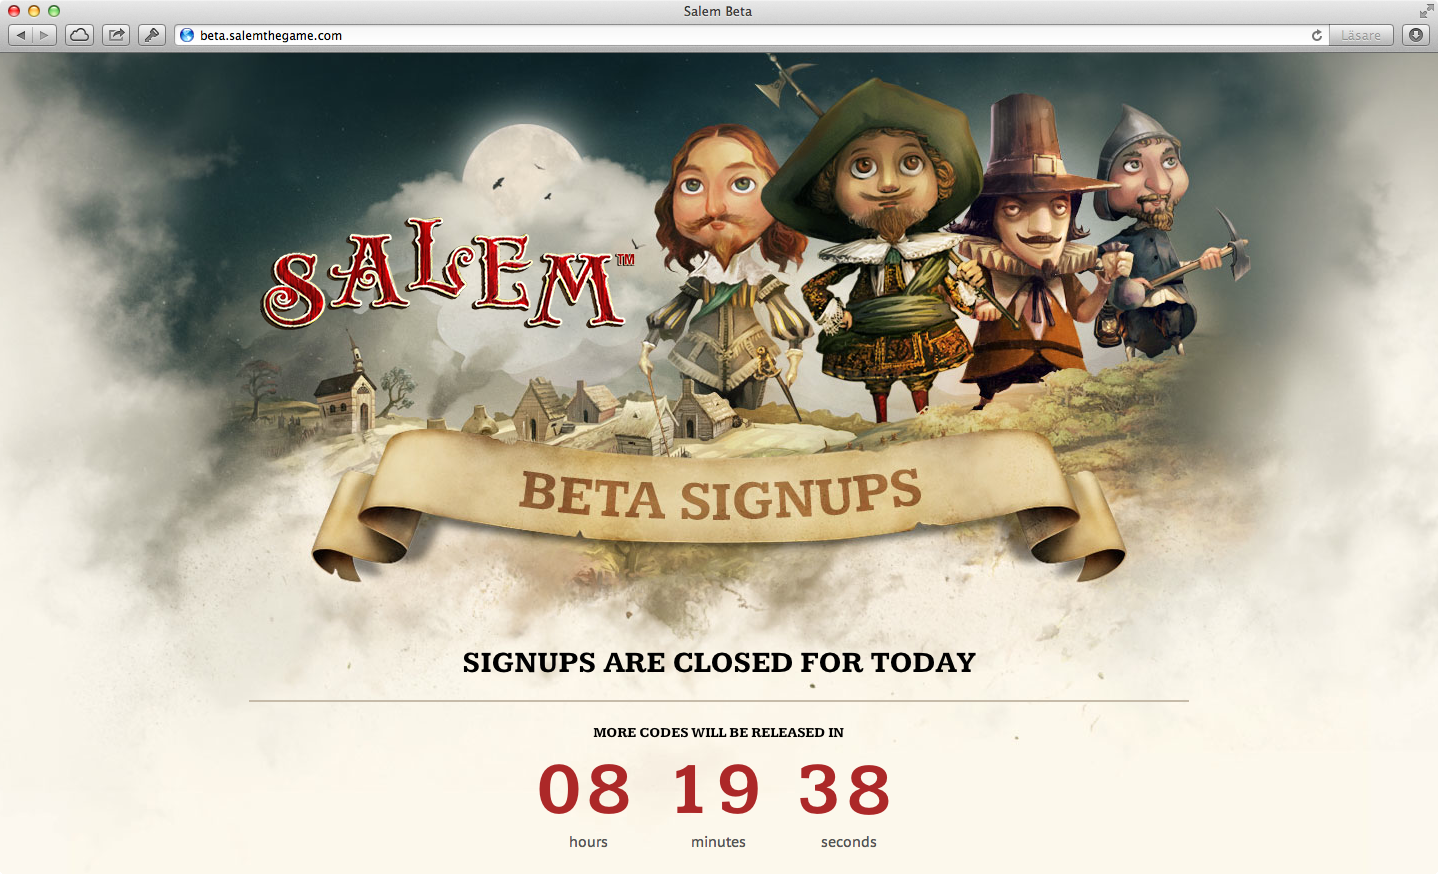 Salem Beta
beta.salemthegame.com
Läsare
SALEM™
BETA SIGNUPS
SIGNUPS ARE CLOSED FOR TODAY
MORE CODES WILL BE RELEASED IN
08 19 38
hours minutes seconds